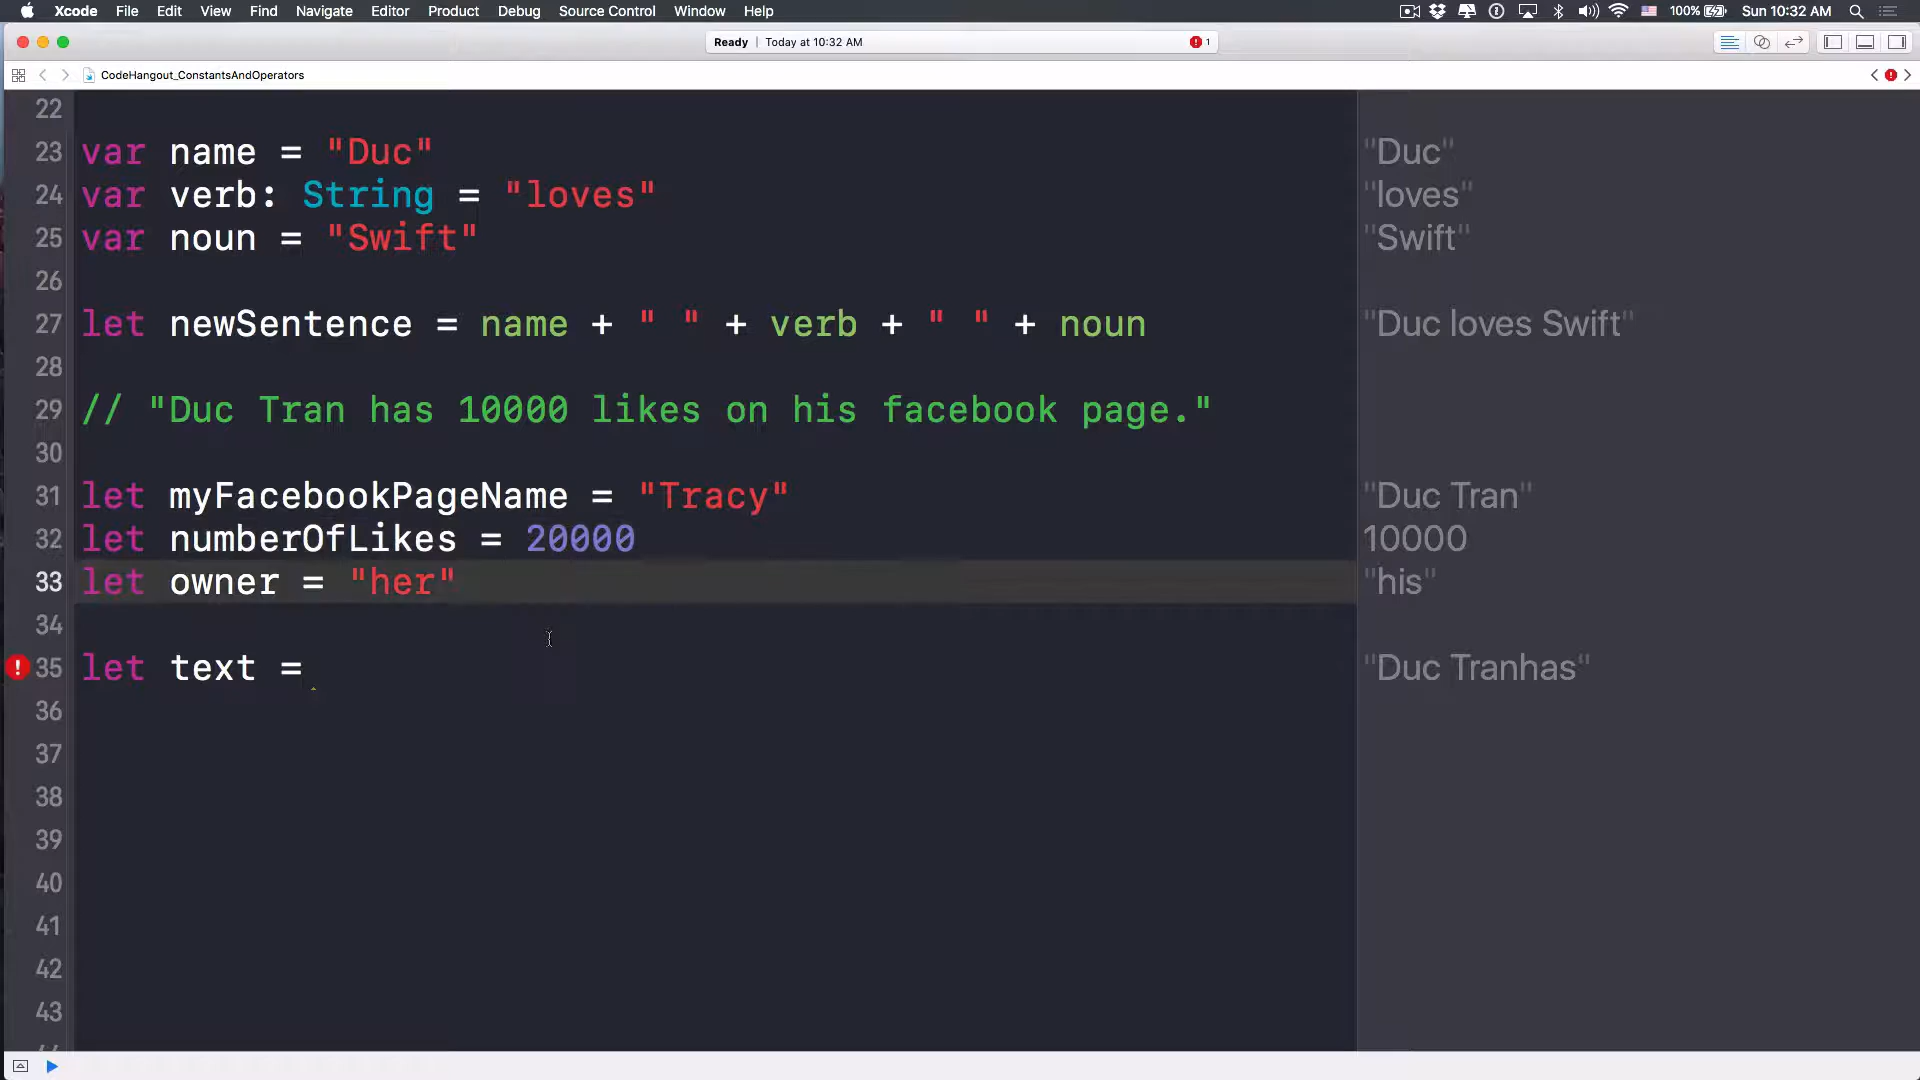 Xcode File Edit View Find Navigate Editor Product Debug Source Control Window Help 100% Sun 10:32 AM
Ready | Today at 10:32 AM 1
CodeHangout_ConstantsAndOperators
22
23 var name = "Duc" "Duc"
24 var verb: String = "loves" "loves"
25 var noun = "Swift" "Swift"
26
27 let newSentence = name + " " + verb + " " + noun "Duc loves Swift"
28
29 // "Duc Tran has 10000 likes on his facebook page."
30
31 let myFacebookPageName = "Tracy" "Duc Tran"
32 let numberOfLikes = 20000 10000
33 let owner = "her" "his"
34
35 let text = "Duc Tranhas"
36
37
38
39
40
41
42
43